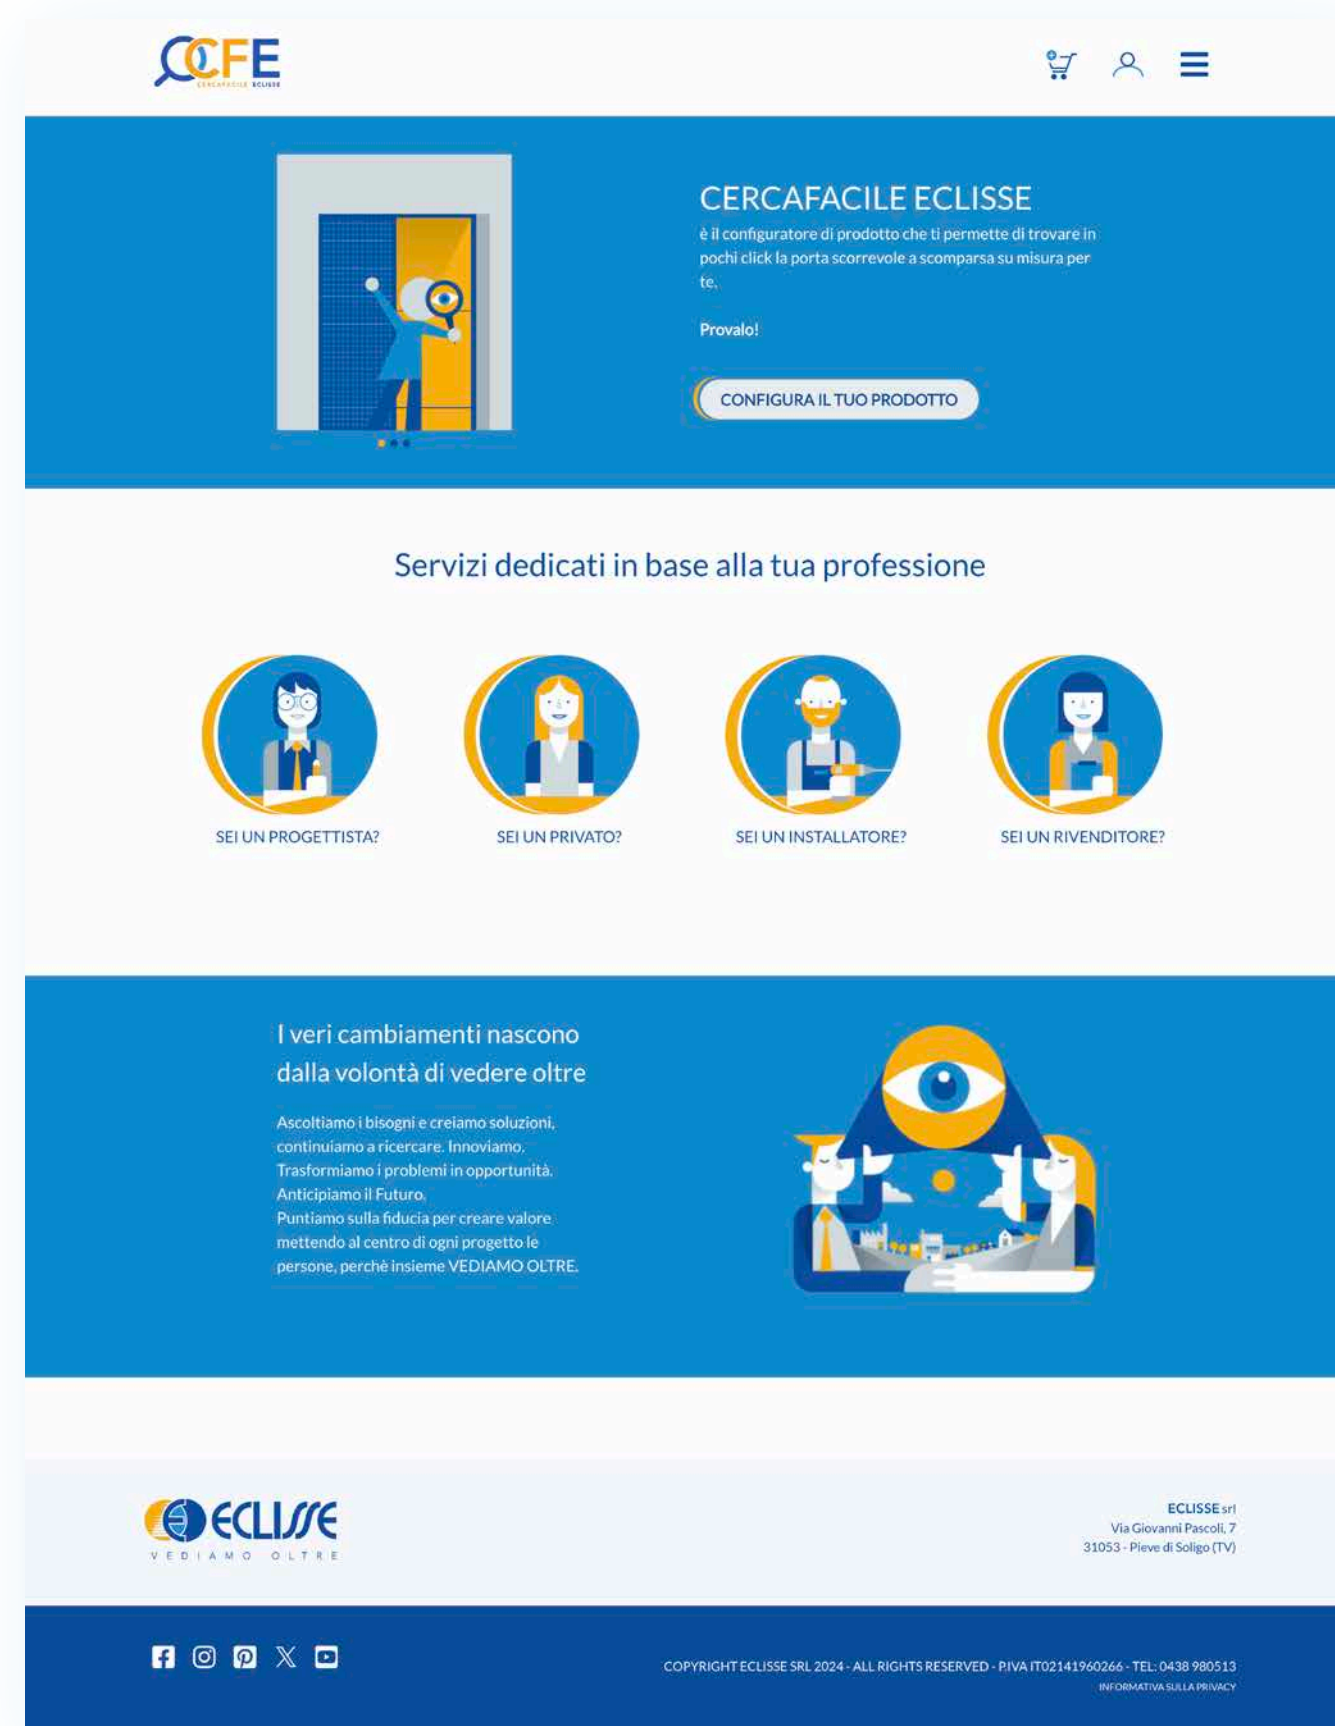 CFE
CERCAFACILE ECLISSE
CERCAFACILE ECLISSE
è il configuratore di prodotto che ti permette di trovare in
pochi click la porta scorrevole a scomparsa su misura per
te.
Provalo!
CONFIGURA IL TUO PRODOTTO
Servizi dedicati in base alla tua professione
SEI UN PROGETTISTA?
SEI UN PRIVATO?
SEI UN INSTALLATORE?
SEI UN RIVENDITORE?
I veri cambiamenti nascono
dalla volontà di vedere oltre
Ascoltiamo i bisogni e creiamo soluzioni,
continuiamo a ricercare. Innoviamo.
Trasformiamo i problemi in opportunità.
Anticipiamo il Futuro.
Puntiamo sulla fiducia per creare valore
mettendo al centro di ogni progetto le
persone, perchè insieme VEDIAMO OLTRE.
ECLISSE
VEDIAMO OLTRE
ECLISSE srl
Via Giovanni Pascoli, 7
31053 - Pieve di Soligo (TV)
COPYRIGHT ECLISSE SRL 2024 - ALL RIGHTS RESERVED - P.IVA IT02141960266 - TEL: 0438 980513
INFORMATIVA SULLA PRIVACY